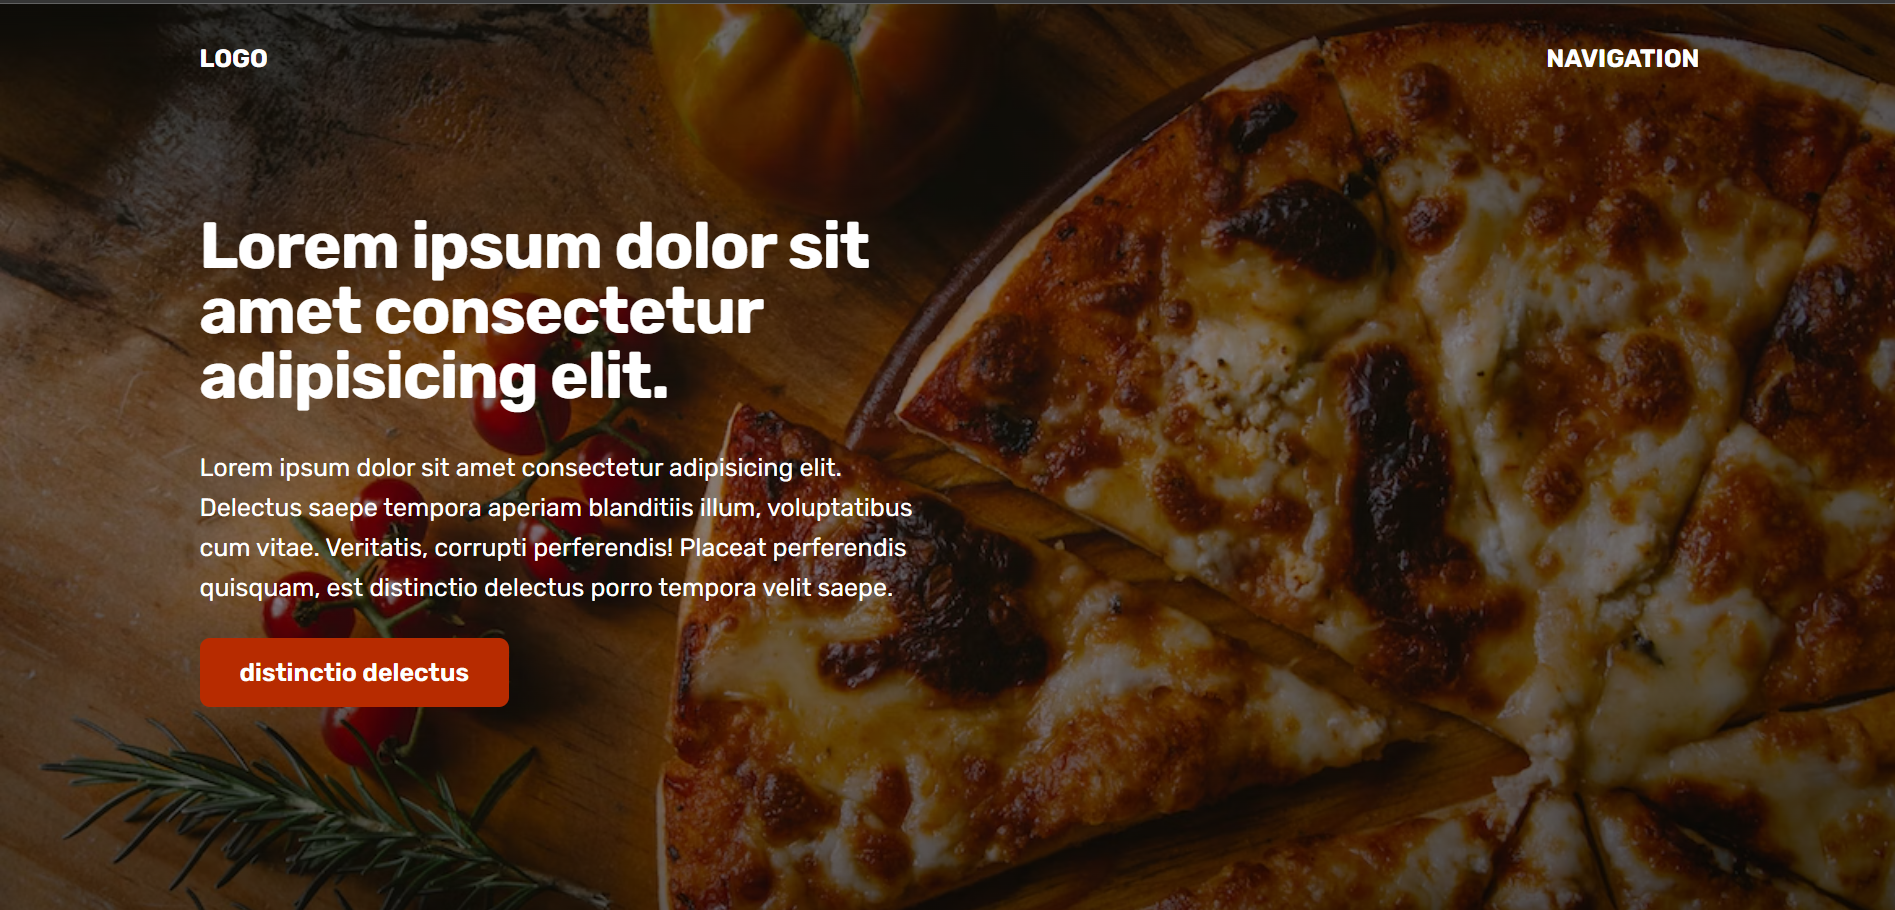 LOGO
NAVIGATION
Lorem ipsum dolor sit
amet consectetur
adipisicing elit.
Lorem ipsum dolor sit amet consectetur adipisicing elit.
Delectus saepe tempora aperiam blanditiis illum, voluptatibus
cum vitae. Veritatis, corrupti perferendis! Placeat perferendis
quisquam, est distinctio delectus porro tempora velit saepe.
distinctio delectus